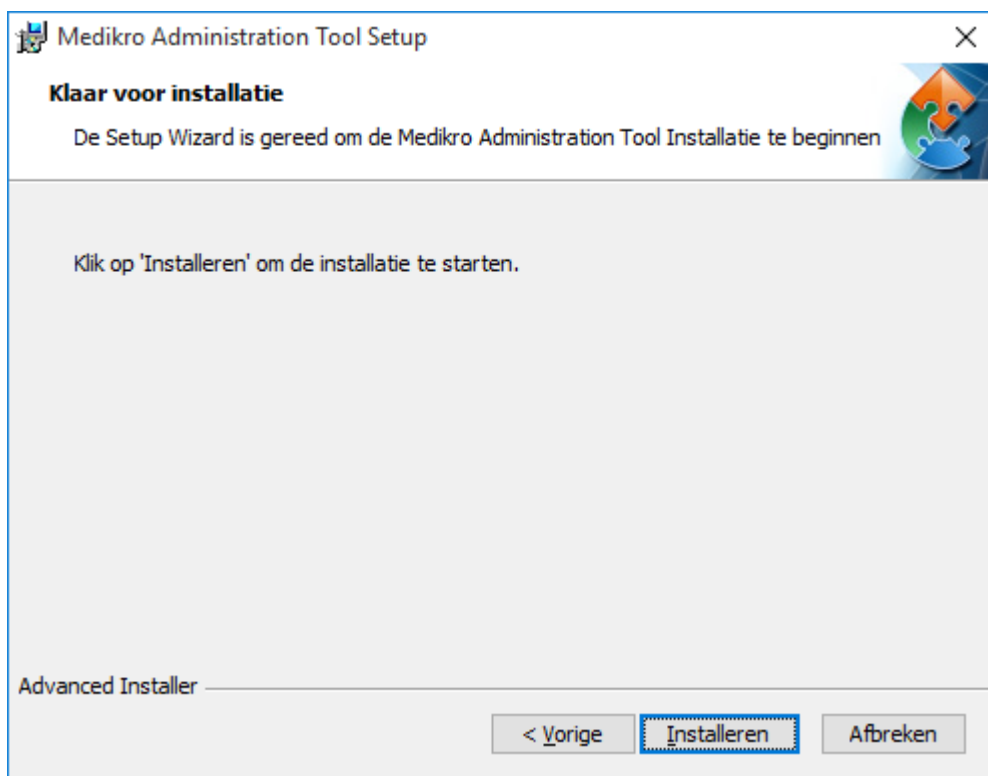 Medikro Administration Tool Setup
Klaar voor installatie
De Setup Wizard is gereed om de Medikro Administration Tool Installatie te beginnen
Klik op 'Installeren' om de installatie te starten.
Advanced Installer
< Vorige
Installeren
Afbreken